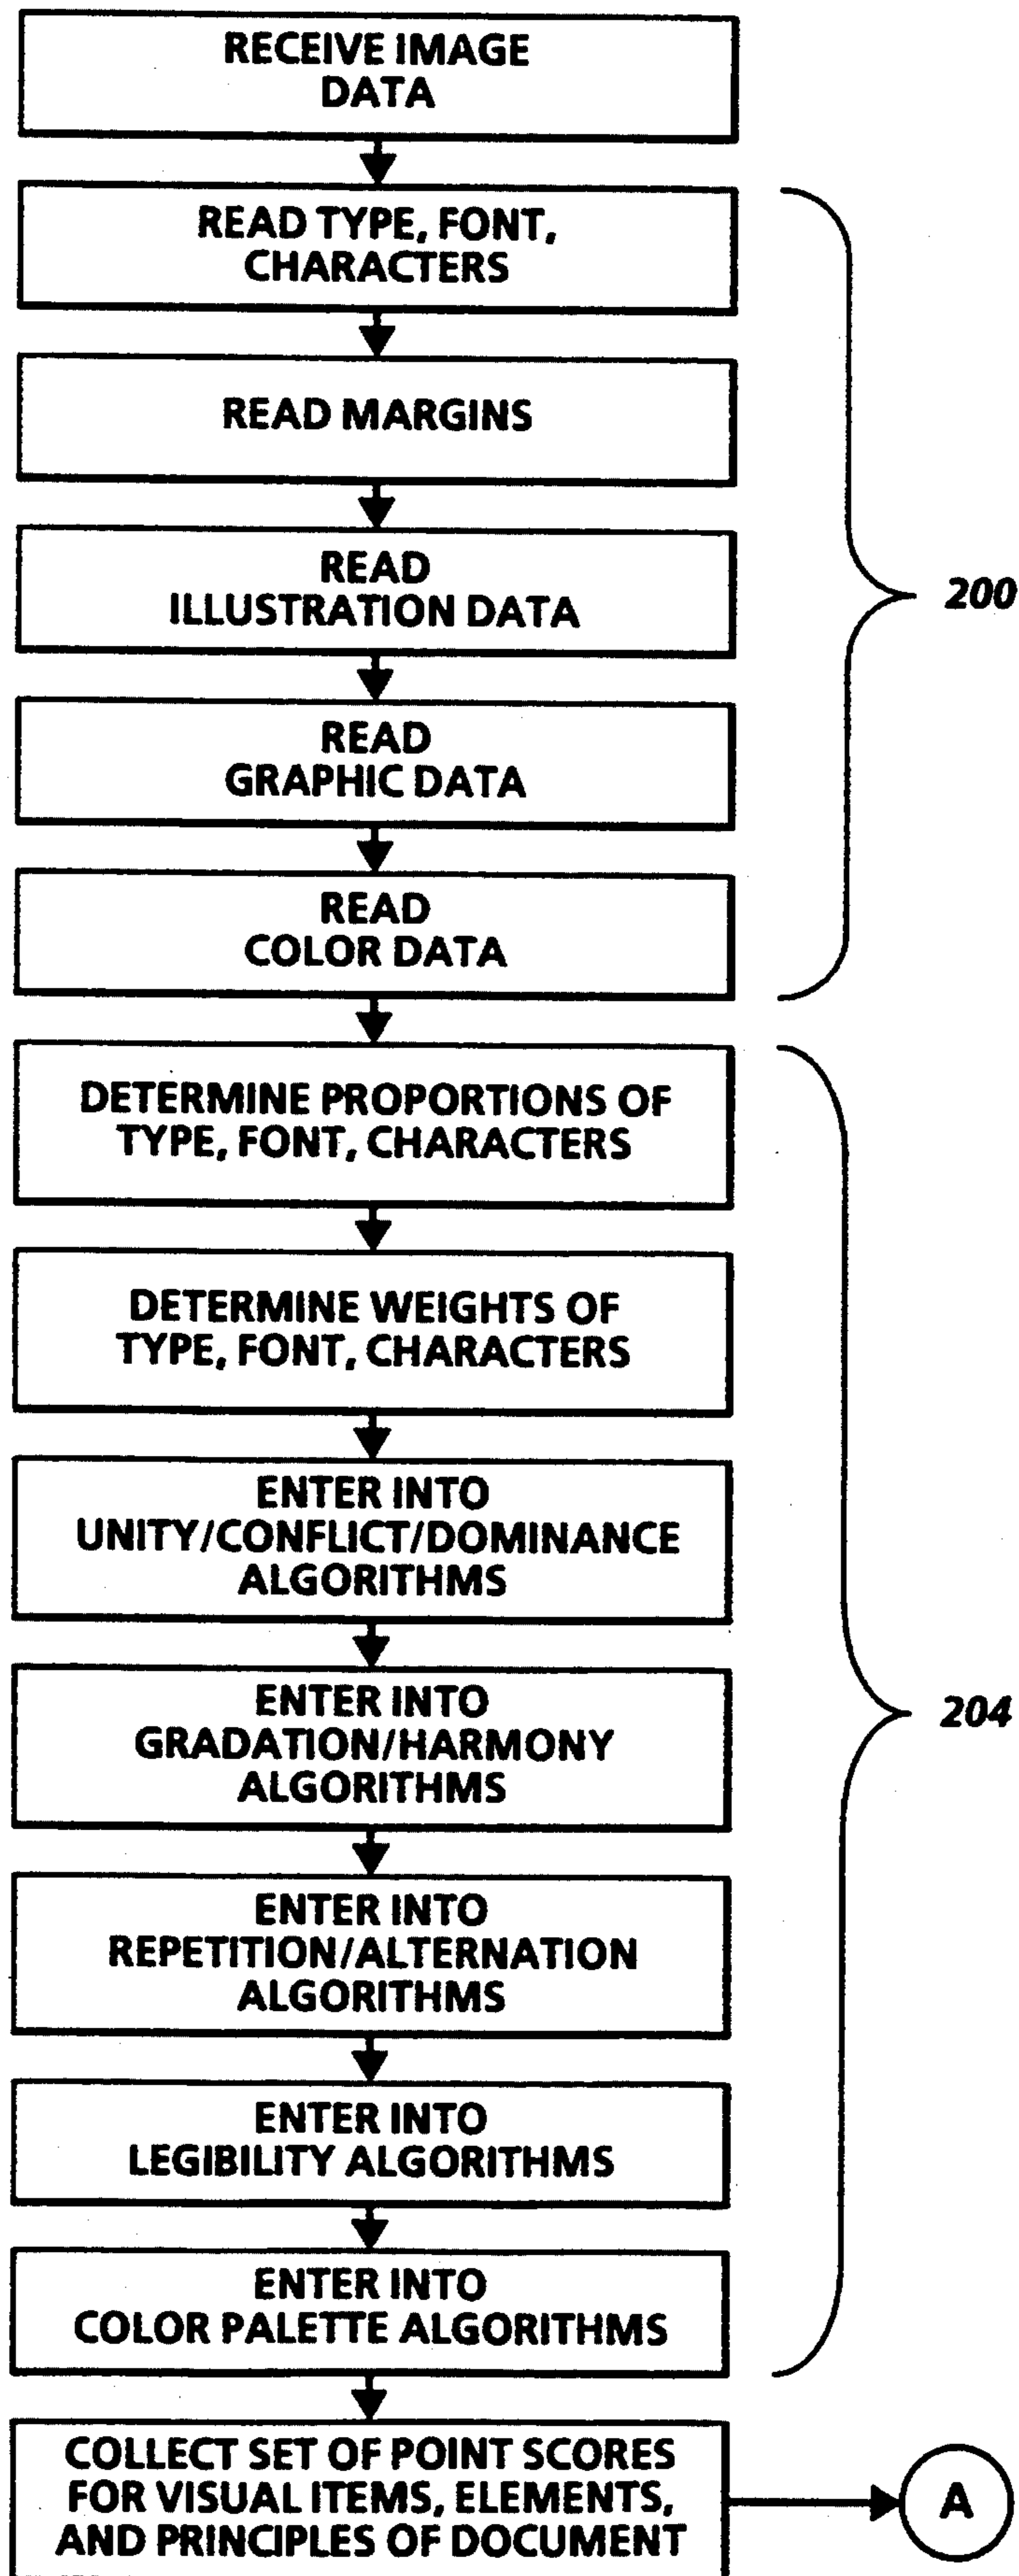 RECEIVE IMAGE
DATA
READ TYPE, FONT,
CHARACTERS
READ MARGINS
READ
ILLUSTRATION DATA
READ
GRAPHIC DATA
READ
COLOR DATA
200
DETERMINE PROPORTIONS OF
TYPE, FONT, CHARACTERS
DETERMINE WEIGHTS OF
TYPE, FONT, CHARACTERS
ENTER INTO
UNITY/CONFLICT/DOMINANCE
ALGORITHMS
ENTER INTO
GRADATION/HARMONY
ALGORITHMS
ENTER INTO
REPETITION/ALTERNATION
ALGORITHMS
ENTER INTO
LEGIBILITY ALGORITHMS
ENTER INTO
COLOR PALETTE ALGORITHMS
204
COLLECT SET OF POINT SCORES
FOR VISUAL ITEMS, ELEMENTS,
AND PRINCIPLES OF DOCUMENT
A